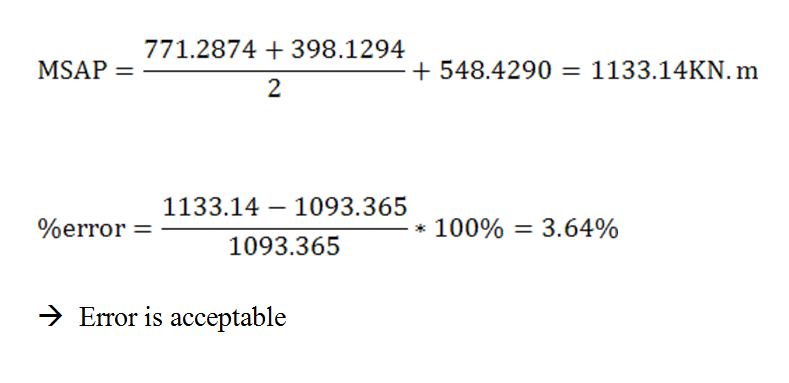 MSAP = (771.2874 + 398.1294)/2 + 548.4290 = 1133.14KN.m
%error = (1133.14 − 1093.365)/1093.365 * 100% = 3.64%
→ Error is acceptable